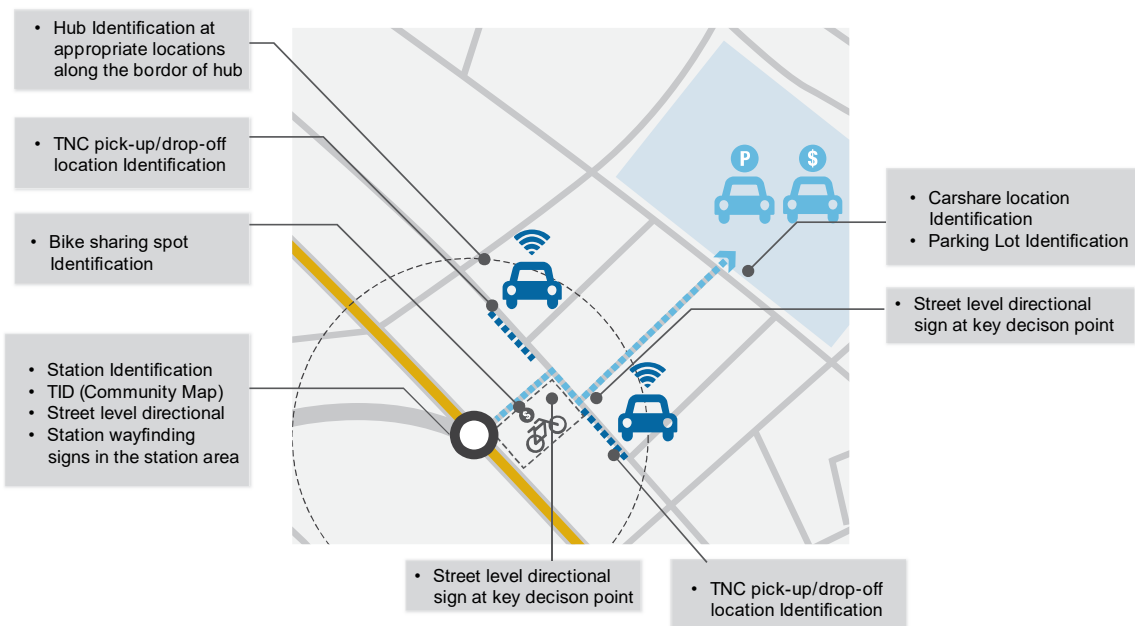 • Hub Identification at
appropriate locations
along the bordor of hub
• TNC pick-up/drop-off
location Identification
• Bike sharing spot
Identification
• Station Identification
• TID (Community Map)
• Street level directional
• Station wayfinding
signs in the station area
P
$
• Carshare location
Identification
• Parking Lot Identification
• Street level directional
sign at key decison point
$
• Street level directional
sign at key decison point
• TNC pick-up/drop-off
location Identification